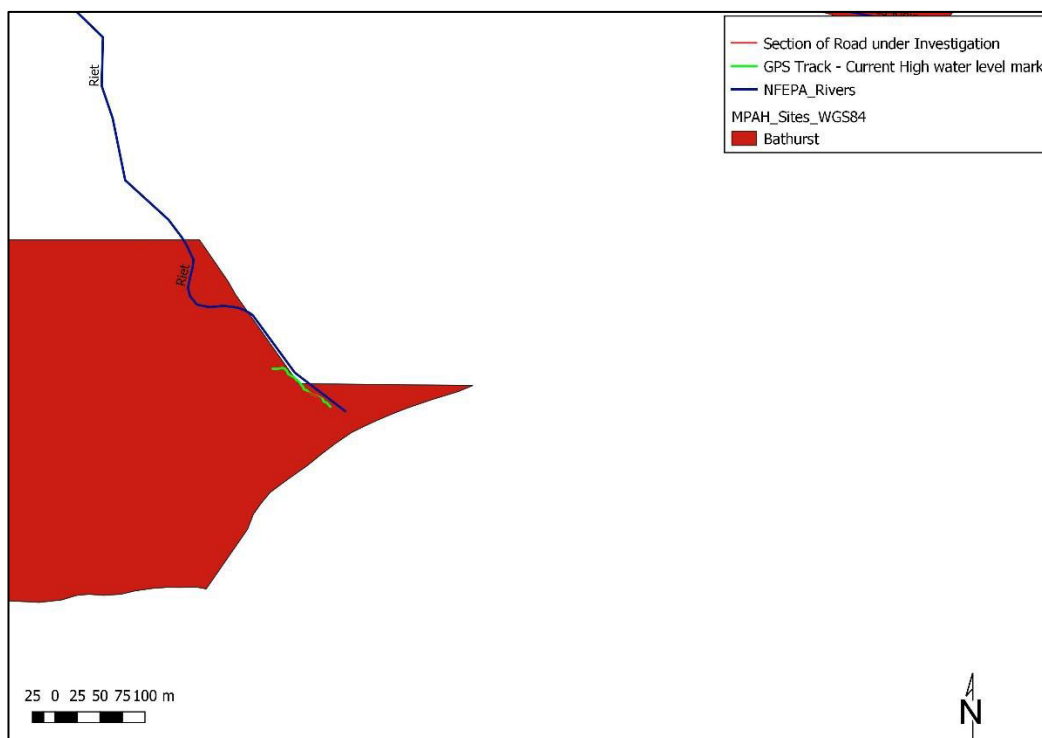 Section of Road under Investigation
GPS Track - Current High water level mark
NFEPA_Rivers
MPAH_Sites_WGS84
Bathurst
Riet
Riet
25 0 25 50 75 100 m
N